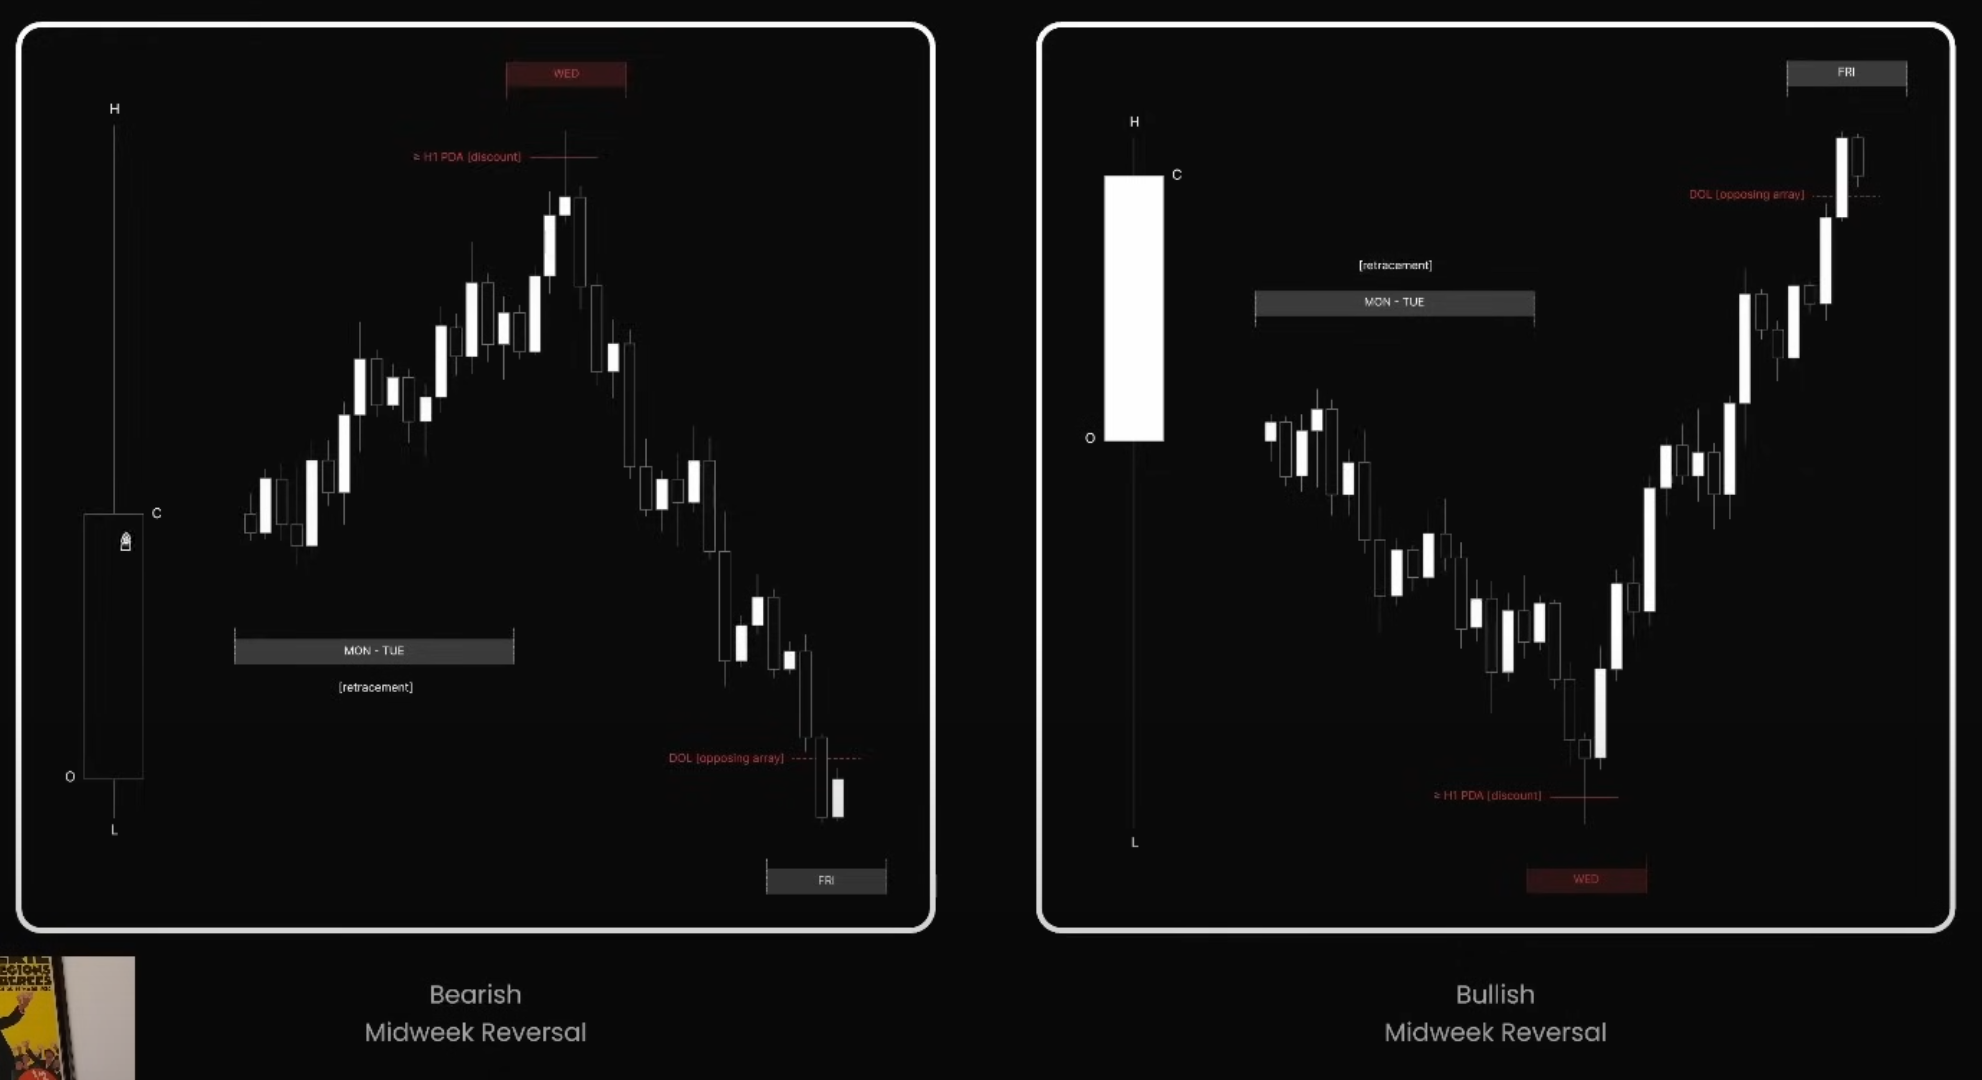 WED
H
≥ H1 PDA [discount]
C
MON - TUE
[retracement]
O
DOL [opposing array]
L
FRI
Bearish
Midweek Reversal
FRI
H
C
DOL [opposing array]
[retracement]
MON - TUE
O
≥ H1 PDA [discount]
L
WED
Bullish
Midweek Reversal